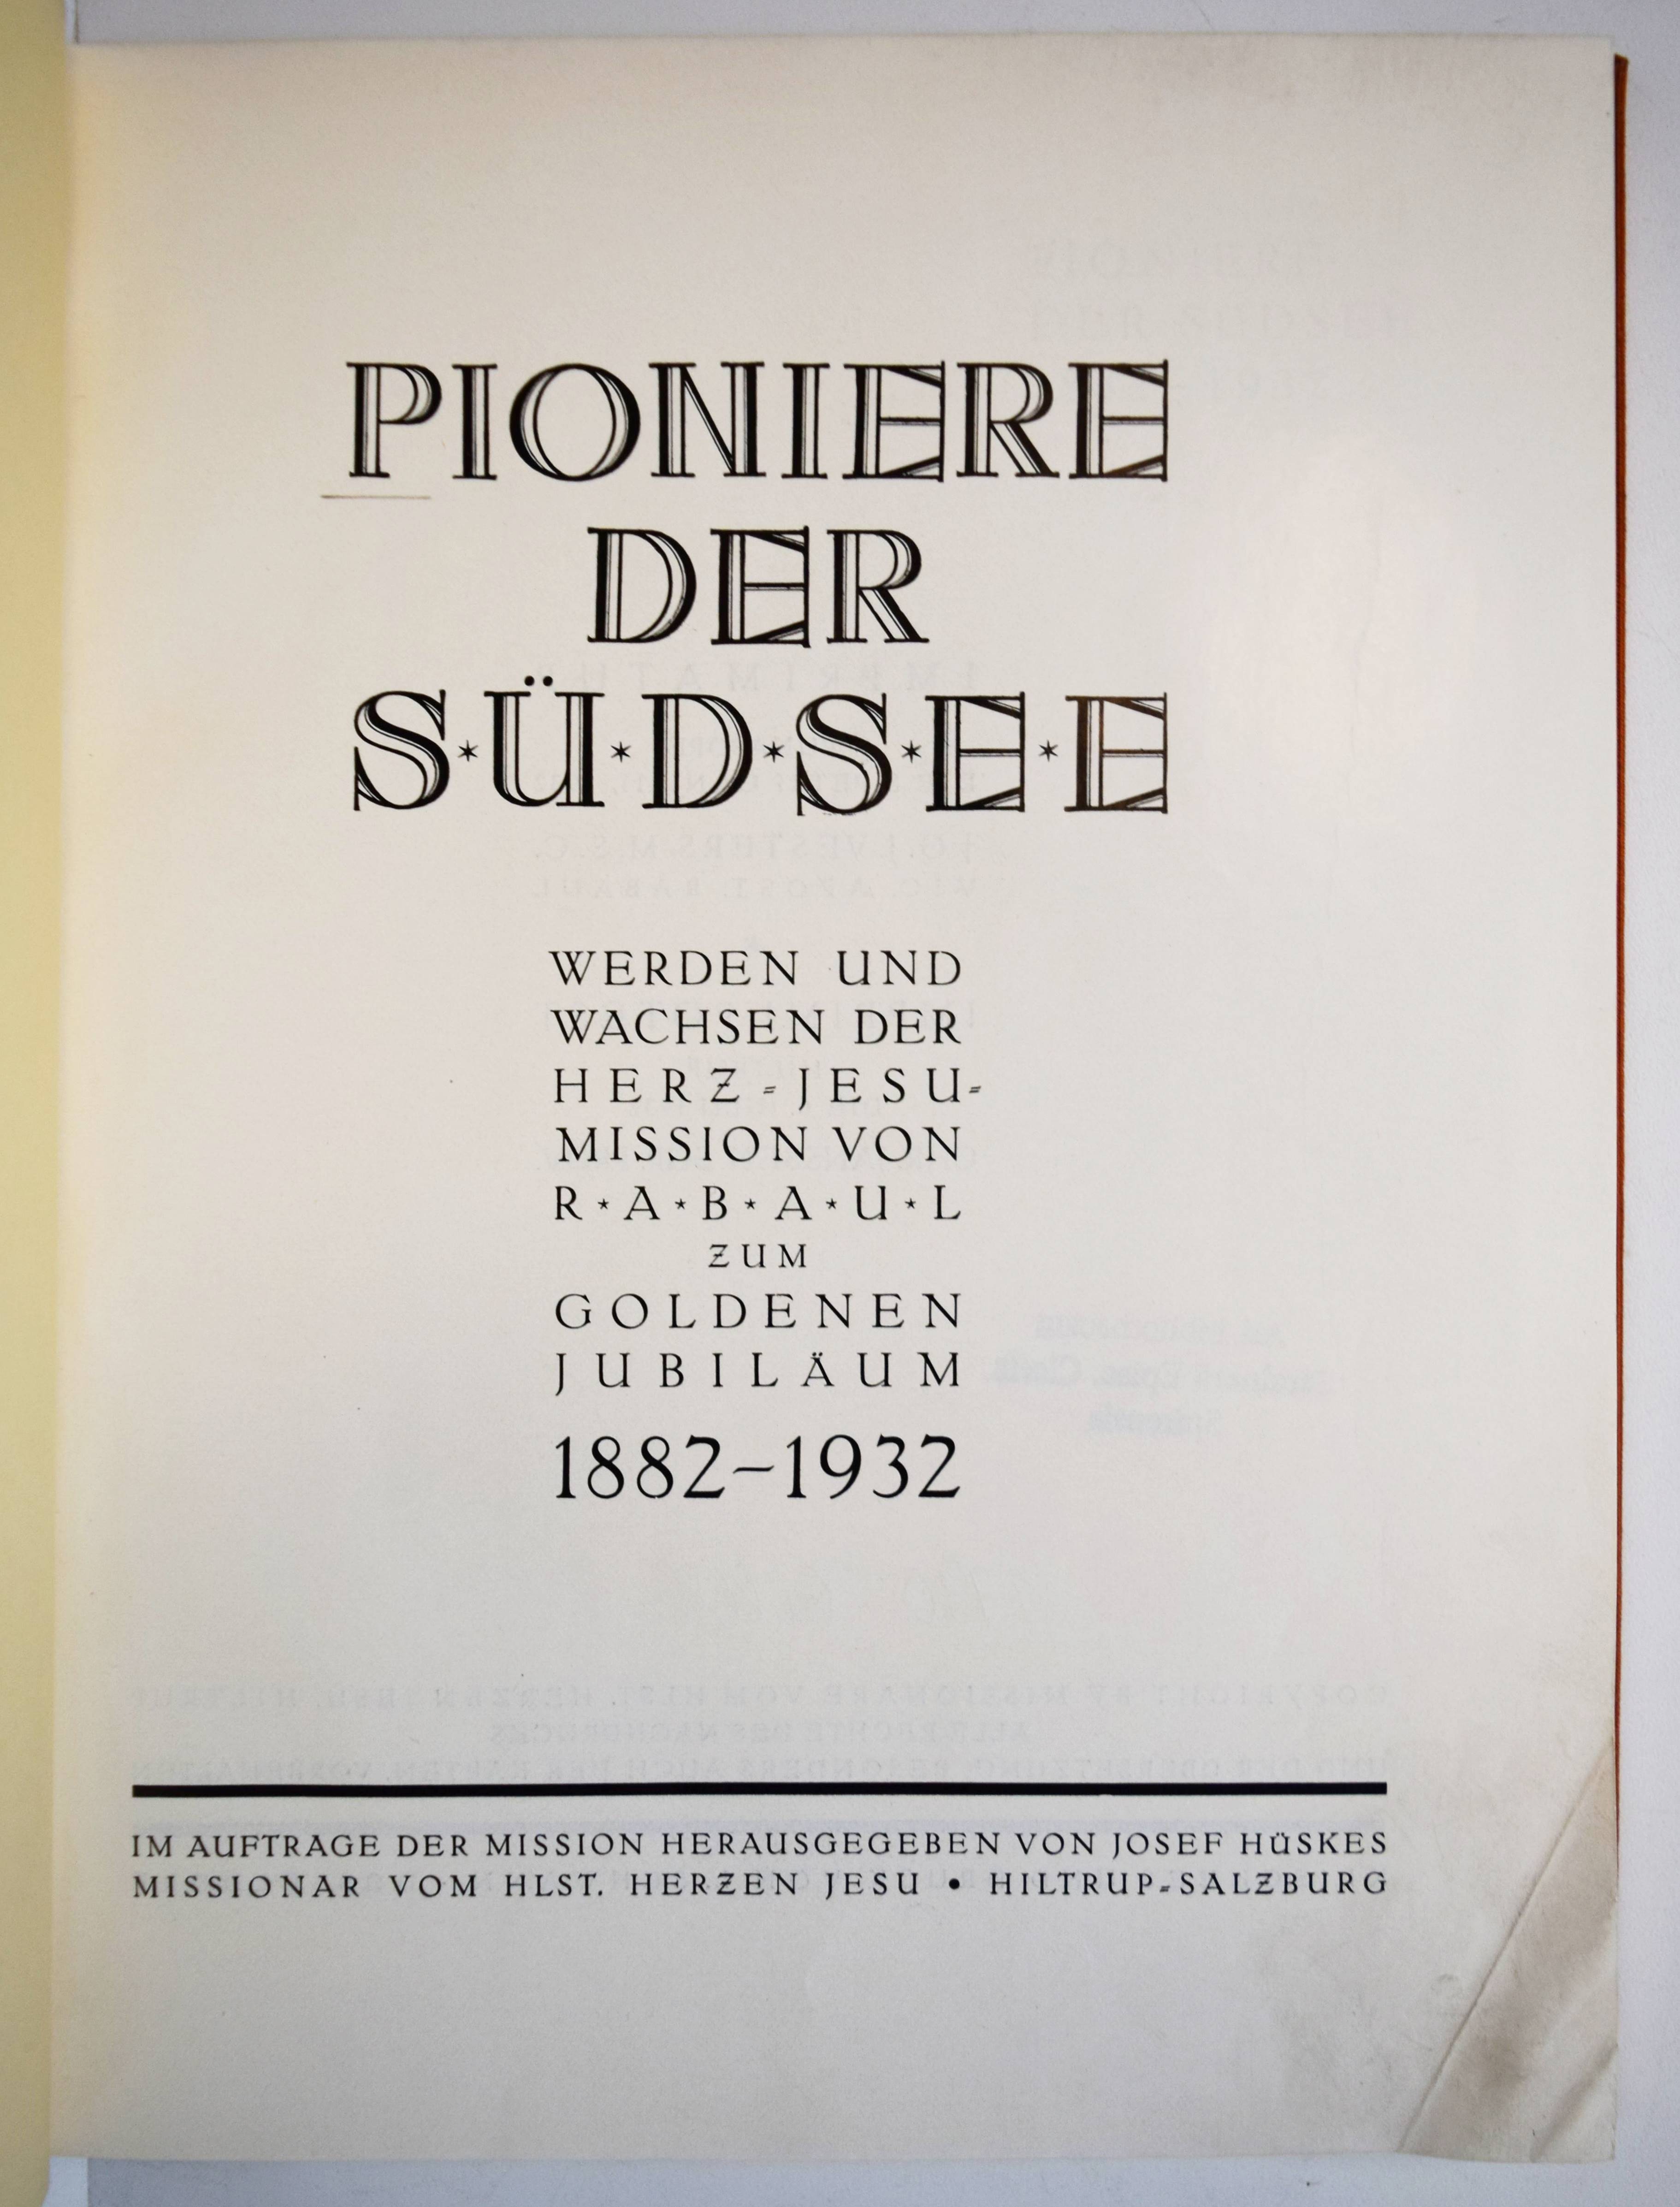 PIONIERE
DER
S*Ü*D*S*E*E
WERDEN UND
WACHSEN DER
HERZ-JESU-
MISSION VON
R*A*B*A*U*L
ZUM
GOLDENEN
JUBILÄUM
1882–1932
IM AUFTRAGE DER MISSION HERAUSGEGEBEN VON JOSEF HÜSKES
MISSIONAR VOM HLST. HERZEN JESU • HILTRUP-SALZBURG